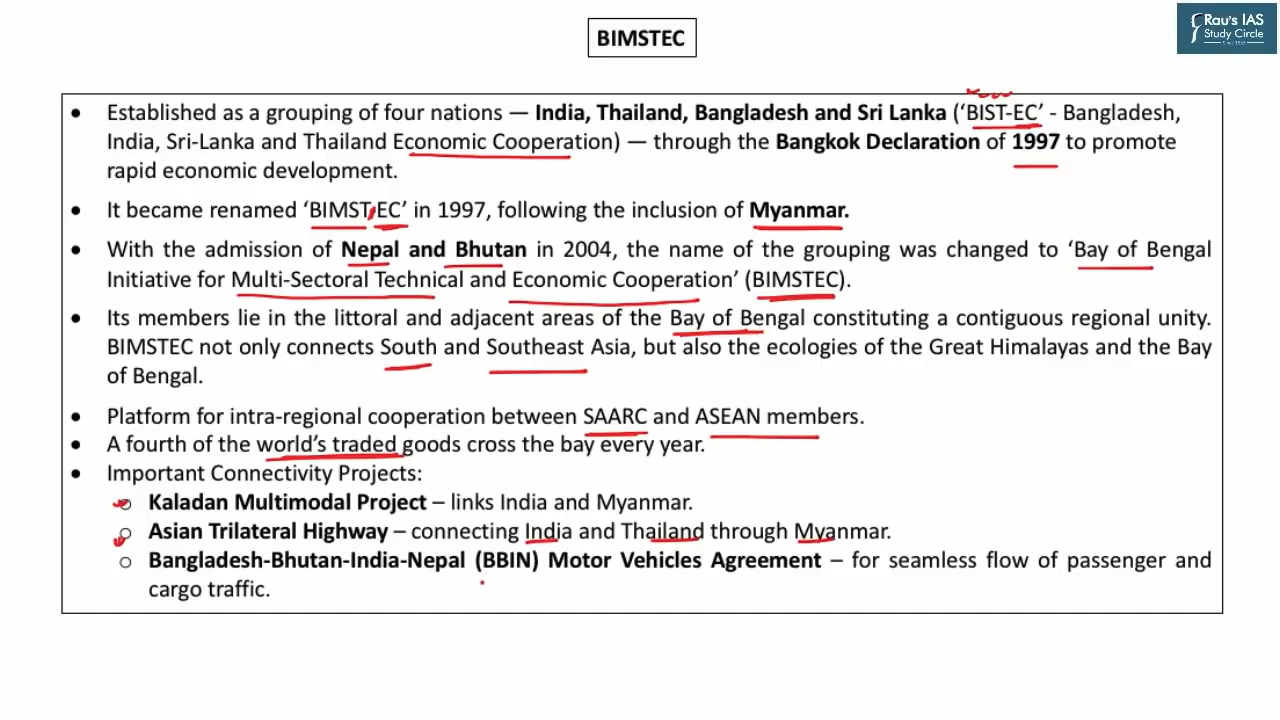 BIMSTEC
Rau's IAS
Study Circle
Since 1953
• Established as a grouping of four nations — India, Thailand, Bangladesh and Sri Lanka (‘BIST-EC’ - Bangladesh,
India, Sri-Lanka and Thailand Economic Cooperation) — through the Bangkok Declaration of 1997 to promote
rapid economic development.
• It became renamed ‘BIMST-EC’ in 1997, following the inclusion of Myanmar.
• With the admission of Nepal and Bhutan in 2004, the name of the grouping was changed to ‘Bay of Bengal
Initiative for Multi-Sectoral Technical and Economic Cooperation’ (BIMSTEC).
• Its members lie in the littoral and adjacent areas of the Bay of Bengal constituting a contiguous regional unity.
BIMSTEC not only connects South and Southeast Asia, but also the ecologies of the Great Himalayas and the Bay
of Bengal.
• Platform for intra-regional cooperation between SAARC and ASEAN members.
• A fourth of the world's traded goods cross the bay every year.
• Important Connectivity Projects:
o Kaladan Multimodal Project – links India and Myanmar.
o Asian Trilateral Highway – connecting India and Thailand through Myanmar.
o Bangladesh-Bhutan-India-Nepal (BBIN) Motor Vehicles Agreement – for seamless flow of passenger and
cargo traffic.